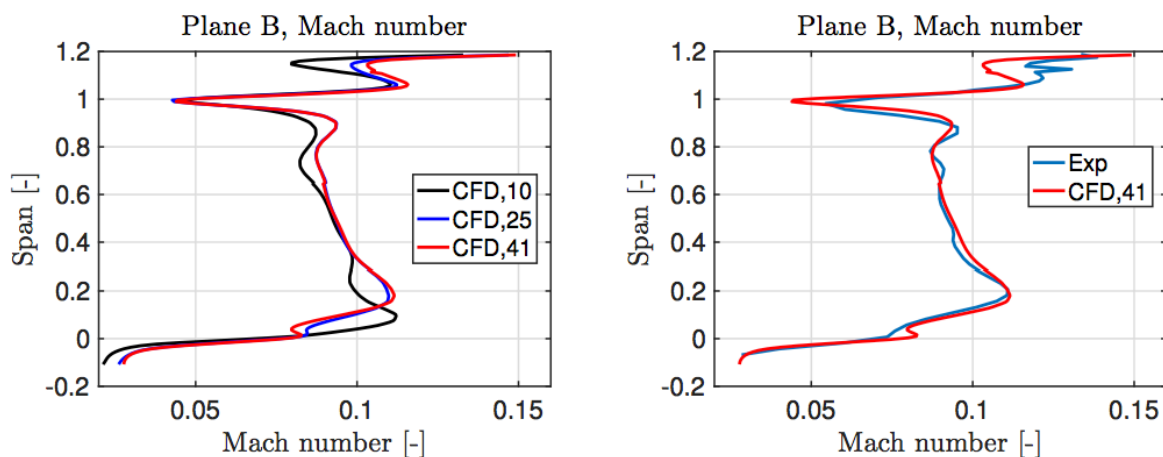 Plane B, Mach number
1.2
1
0.8
0.6
0.4
0.2
0
-0.2
Span [-]
CFD,10
CFD,25
CFD,41
0.05
0.1
0.15
Mach number [-]
Plane B, Mach number
1.2
1
0.8
0.6
0.4
0.2
0
-0.2
Span [-]
Exp
CFD,41
0.05
0.1
0.15
Mach number [-]